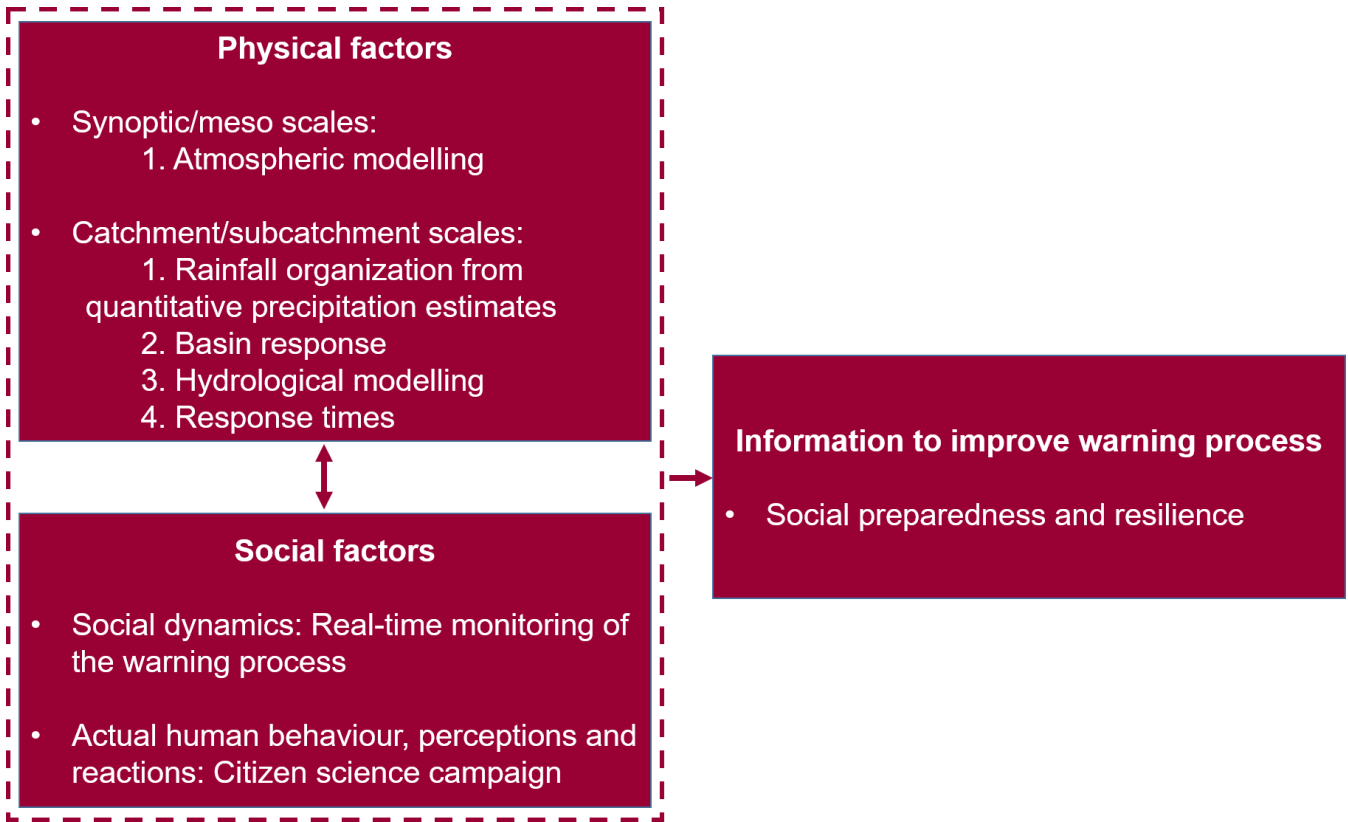 Physical factors
• Synoptic/meso scales:
1. Atmospheric modelling
• Catchment/subcatchment scales:
1. Rainfall organization from
quantitative precipitation estimates
2. Basin response
3. Hydrological modelling
4. Response times
Social factors
• Social dynamics: Real-time monitoring of
the warning process
• Actual human behaviour, perceptions and
reactions: Citizen science campaign
Information to improve warning process
• Social preparedness and resilience